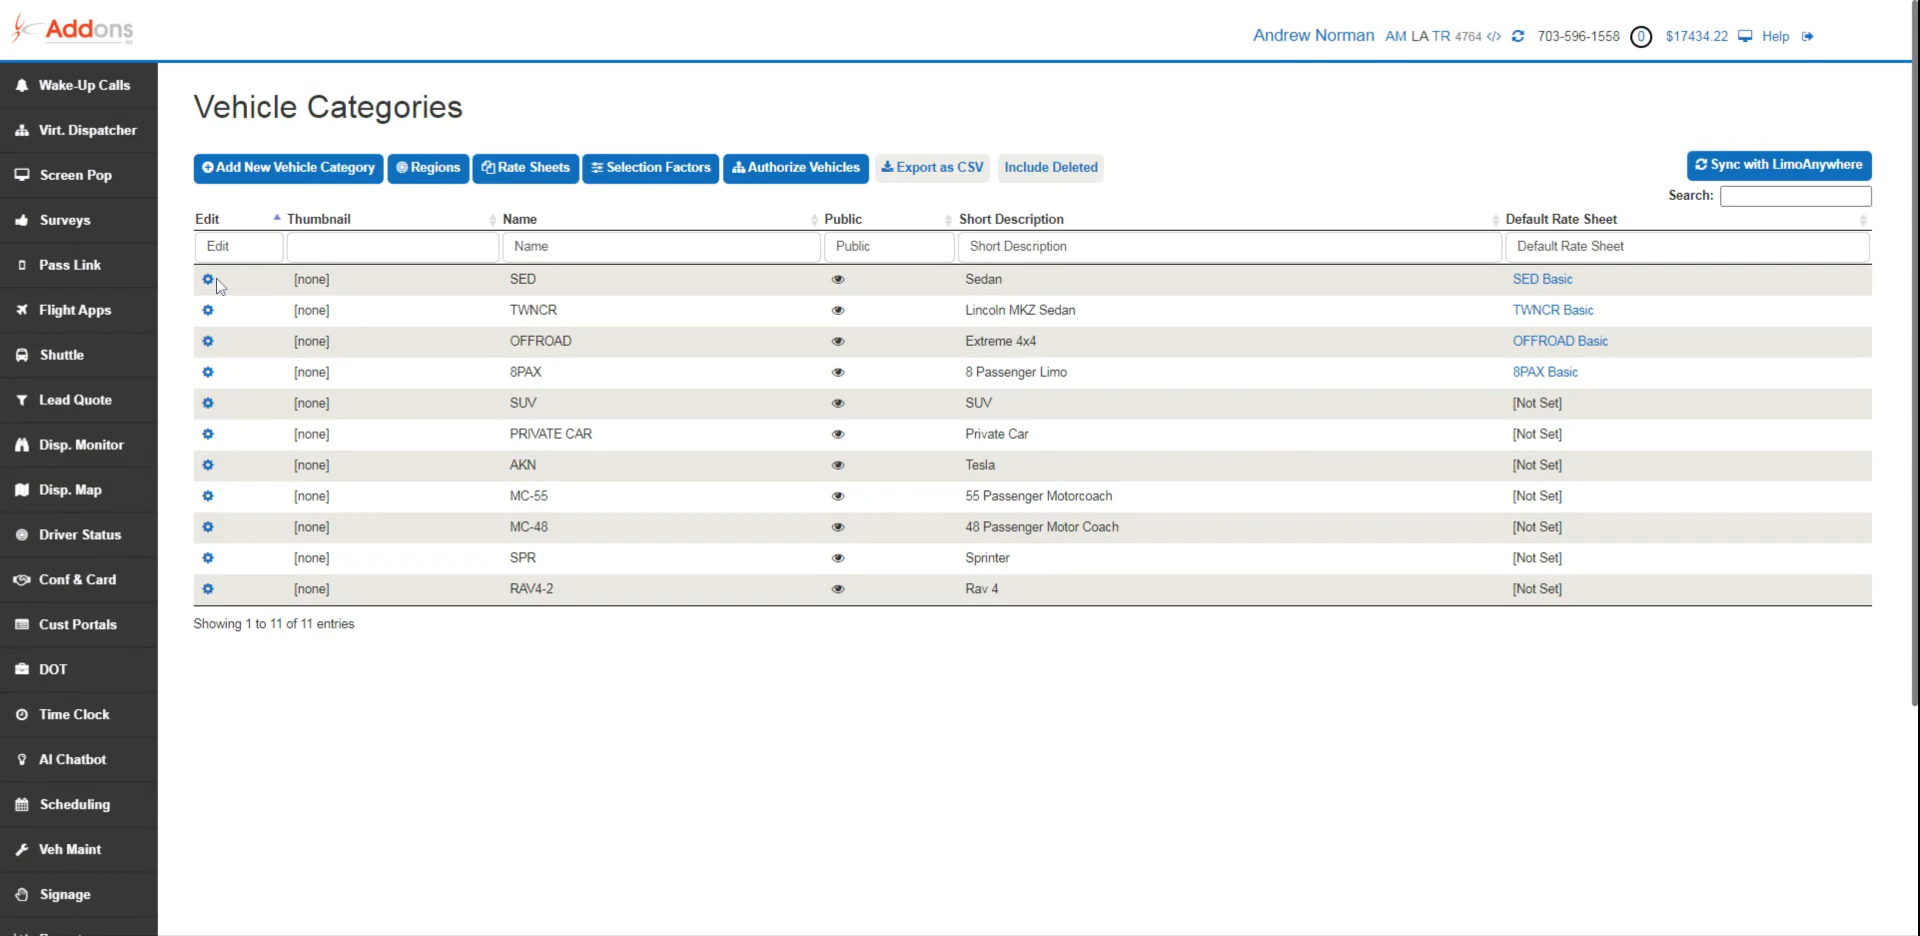 Addons
Andrew Norman AM LA TR 4764 </> 703-596-1558 0 $17434.22 Help
Wake-Up Calls
Virt. Dispatcher
Screen Pop
Surveys
Pass Link
Flight Apps
Shuttle
Lead Quote
Disp. Monitor
Disp. Map
Driver Status
Conf & Card
Cust Portals
DOT
Time Clock
AI Chatbot
Scheduling
Veh Maint
Signage
Vehicle Categories
Add New Vehicle Category Regions Rate Sheets Selection Factors Authorize Vehicles Export as CSV Include Deleted Sync with LimoAnywhere
Search:
Edit Thumbnail Name Public Short Description Default Rate Sheet
Edit Name Public Short Description Default Rate Sheet
[none] SED Sedan SED Basic
[none] TWNCR Lincoln MKZ Sedan TWNCR Basic
[none] OFFROAD Extreme 4x4 OFFROAD Basic
[none] 8PAX 8 Passenger Limo 8PAX Basic
[none] SUV SUV [Not Set]
[none] PRIVATE CAR Private Car [Not Set]
[none] AKN Tesla [Not Set]
[none] MC-55 55 Passenger Motorcoach [Not Set]
[none] MC-48 48 Passenger Motor Coach [Not Set]
[none] SPR Sprinter [Not Set]
[none] RAV4-2 Rav 4 [Not Set]
Showing 1 to 11 of 11 entries